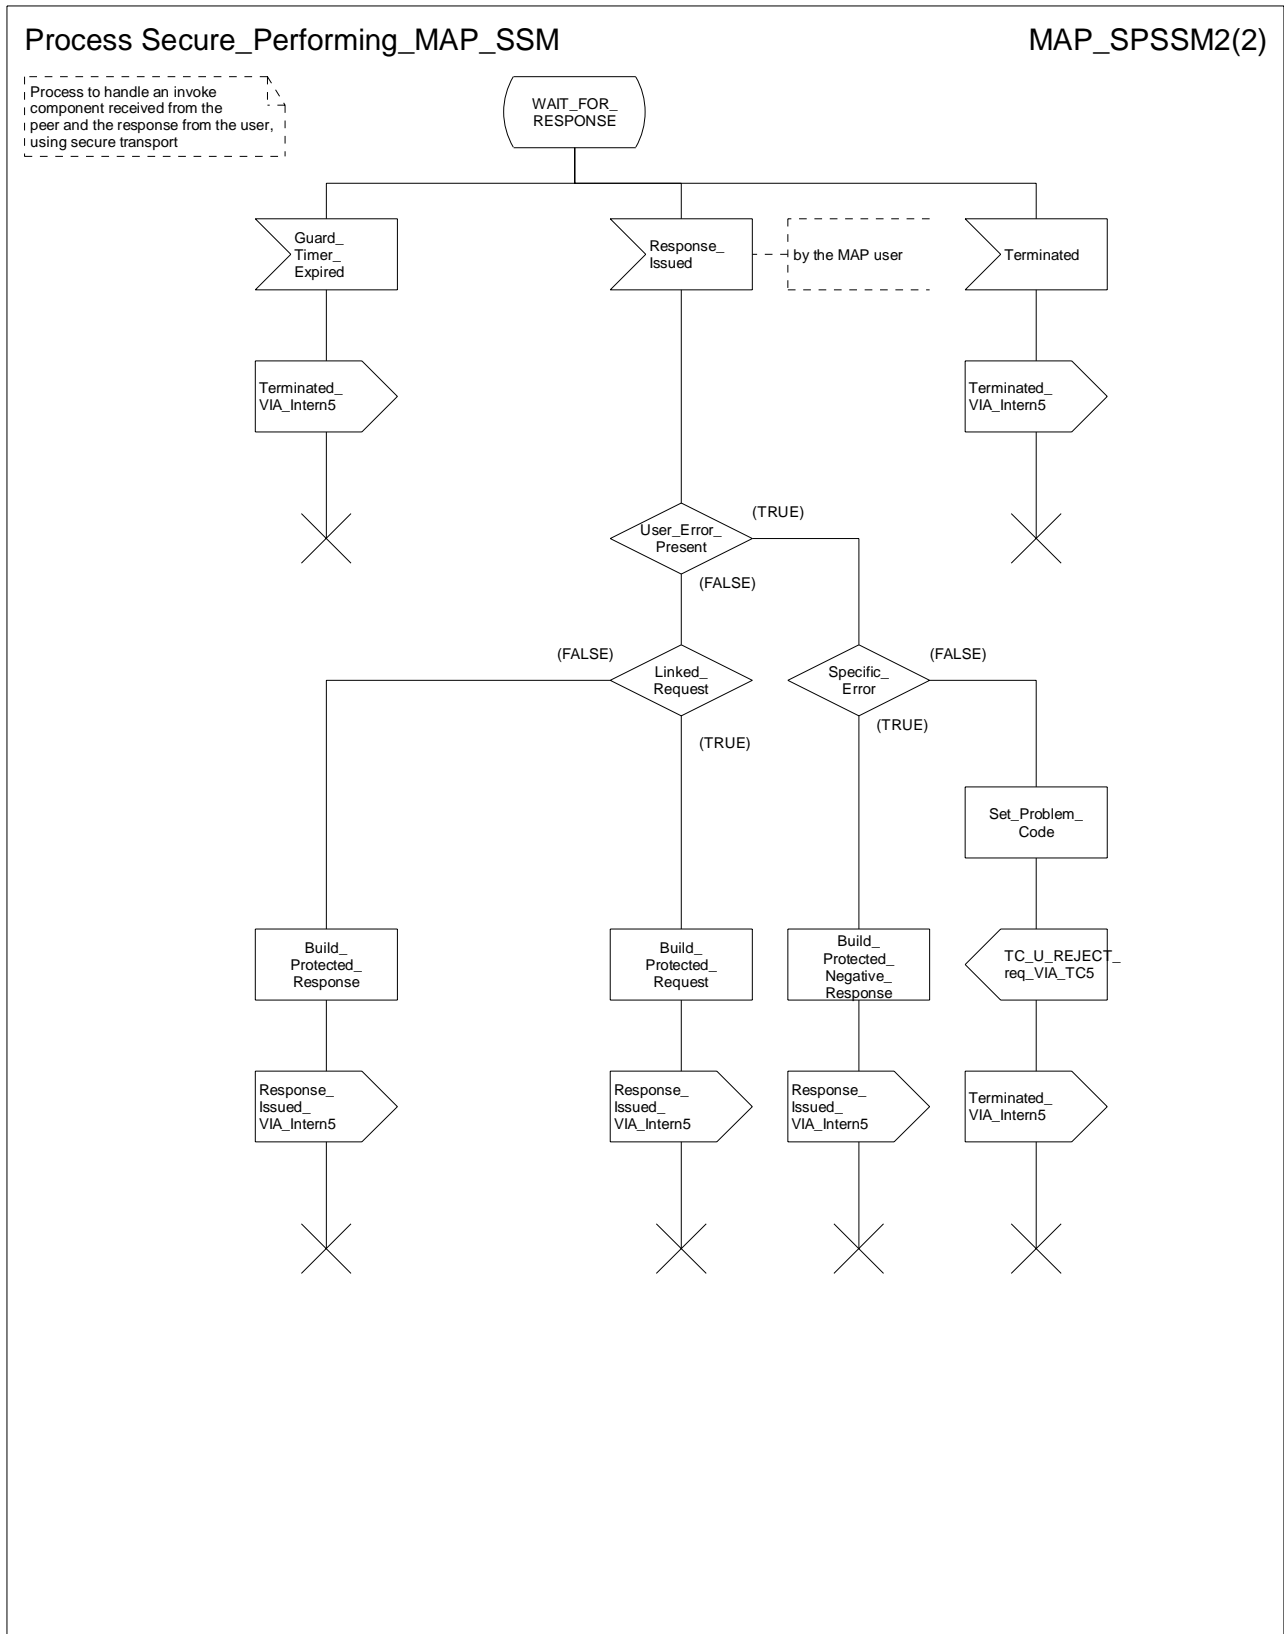 Process Secure_Performing_MAP_SSM
MAP_SPSSM2(2)
Process to handle an invoke
component received from the
peer and the response from the user,
using secure transport
WAIT_FOR_
RESPONSE
Guard_
Timer_
Expired
Response_
Issued
by the MAP user
Terminated
Terminated_
VIA_Intern5
Terminated_
VIA_Intern5
User_Error_
Present
(TRUE)
(FALSE)
(FALSE)
Linked_
Request
(TRUE)
Specific_
Error
(FALSE)
(TRUE)
Set_Problem_
Code
Build_
Protected_
Response
Build_
Protected_
Request
Build_
Protected_
Negative_
Response
TC_U_REJECT_
req_VIA_TC5
Response_
Issued_
VIA_Intern5
Response_
Issued_
VIA_Intern5
Response_
Issued_
VIA_Intern5
Terminated_
VIA_Intern5